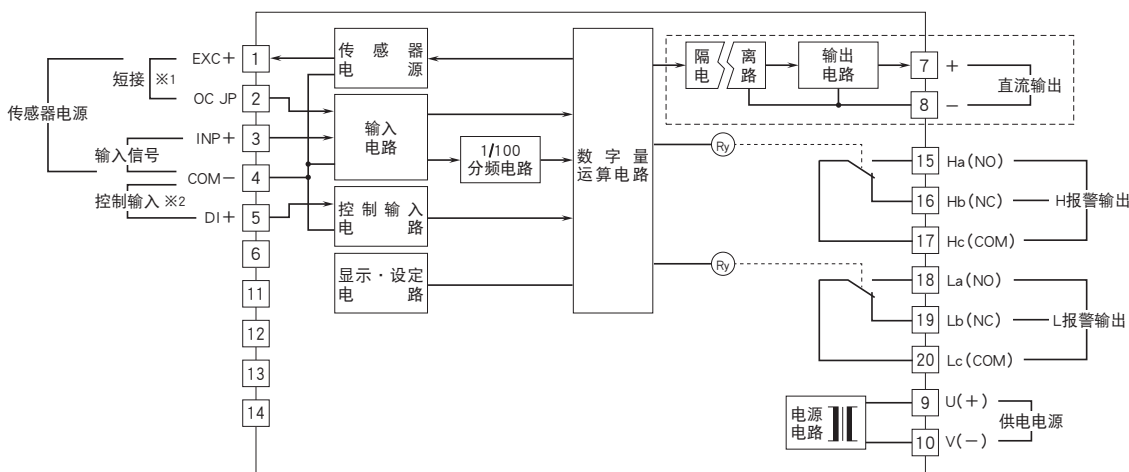 EXC+ 1
短接 ※1
OC JP 2
传感器电源
INP+ 3
输入信号
COM− 4
控制输入 ※2
DI+ 5
6
11
12
13
14
传感器
电源
输入
电路
1/100
分频电路
控制输入
电路
显示・设定
电路
数字量
运算电路
隔离
电路
输出
电路
7 +
直流输出
8 −
Ry
15 Ha(NO)
16 Hb(NC) H报警输出
17 Hc(COM)
Ry
18 La(NO)
19 Lb(NC) L报警输出
20 Lc(COM)
电源
电路
9 U(+)
供电电源
10 V(−)